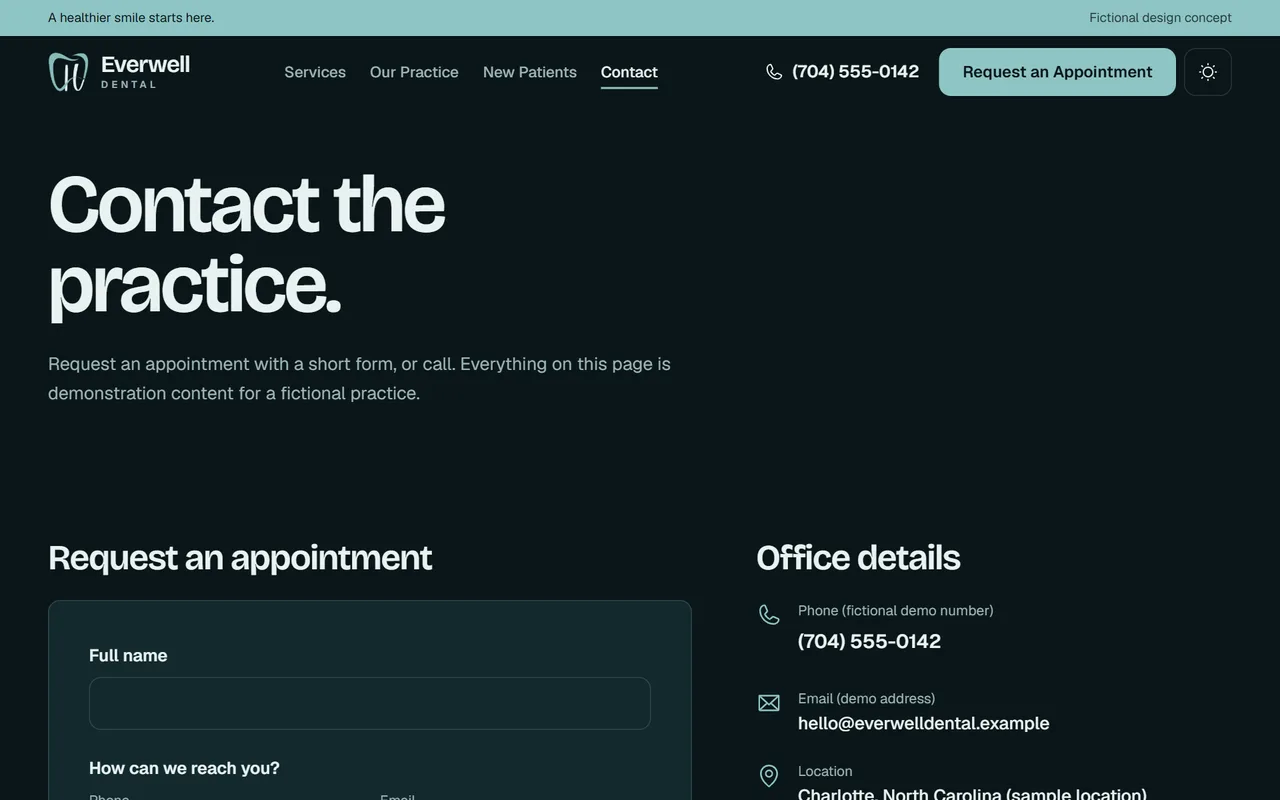 A healthier smile starts here.
Fictional design concept
Everwell
DENTAL
Services
Our Practice
New Patients
Contact
(704) 555-0142
Request an Appointment
Contact the
practice.
Request an appointment with a short form, or call. Everything on this page is
demonstration content for a fictional practice.
Request an appointment
Full name
How can we reach you?
Phone
Email
Office details
Phone (fictional demo number)
(704) 555-0142
Email (demo address)
hello@everwelldental.example
Location
Charlotte, North Carolina (sample location)